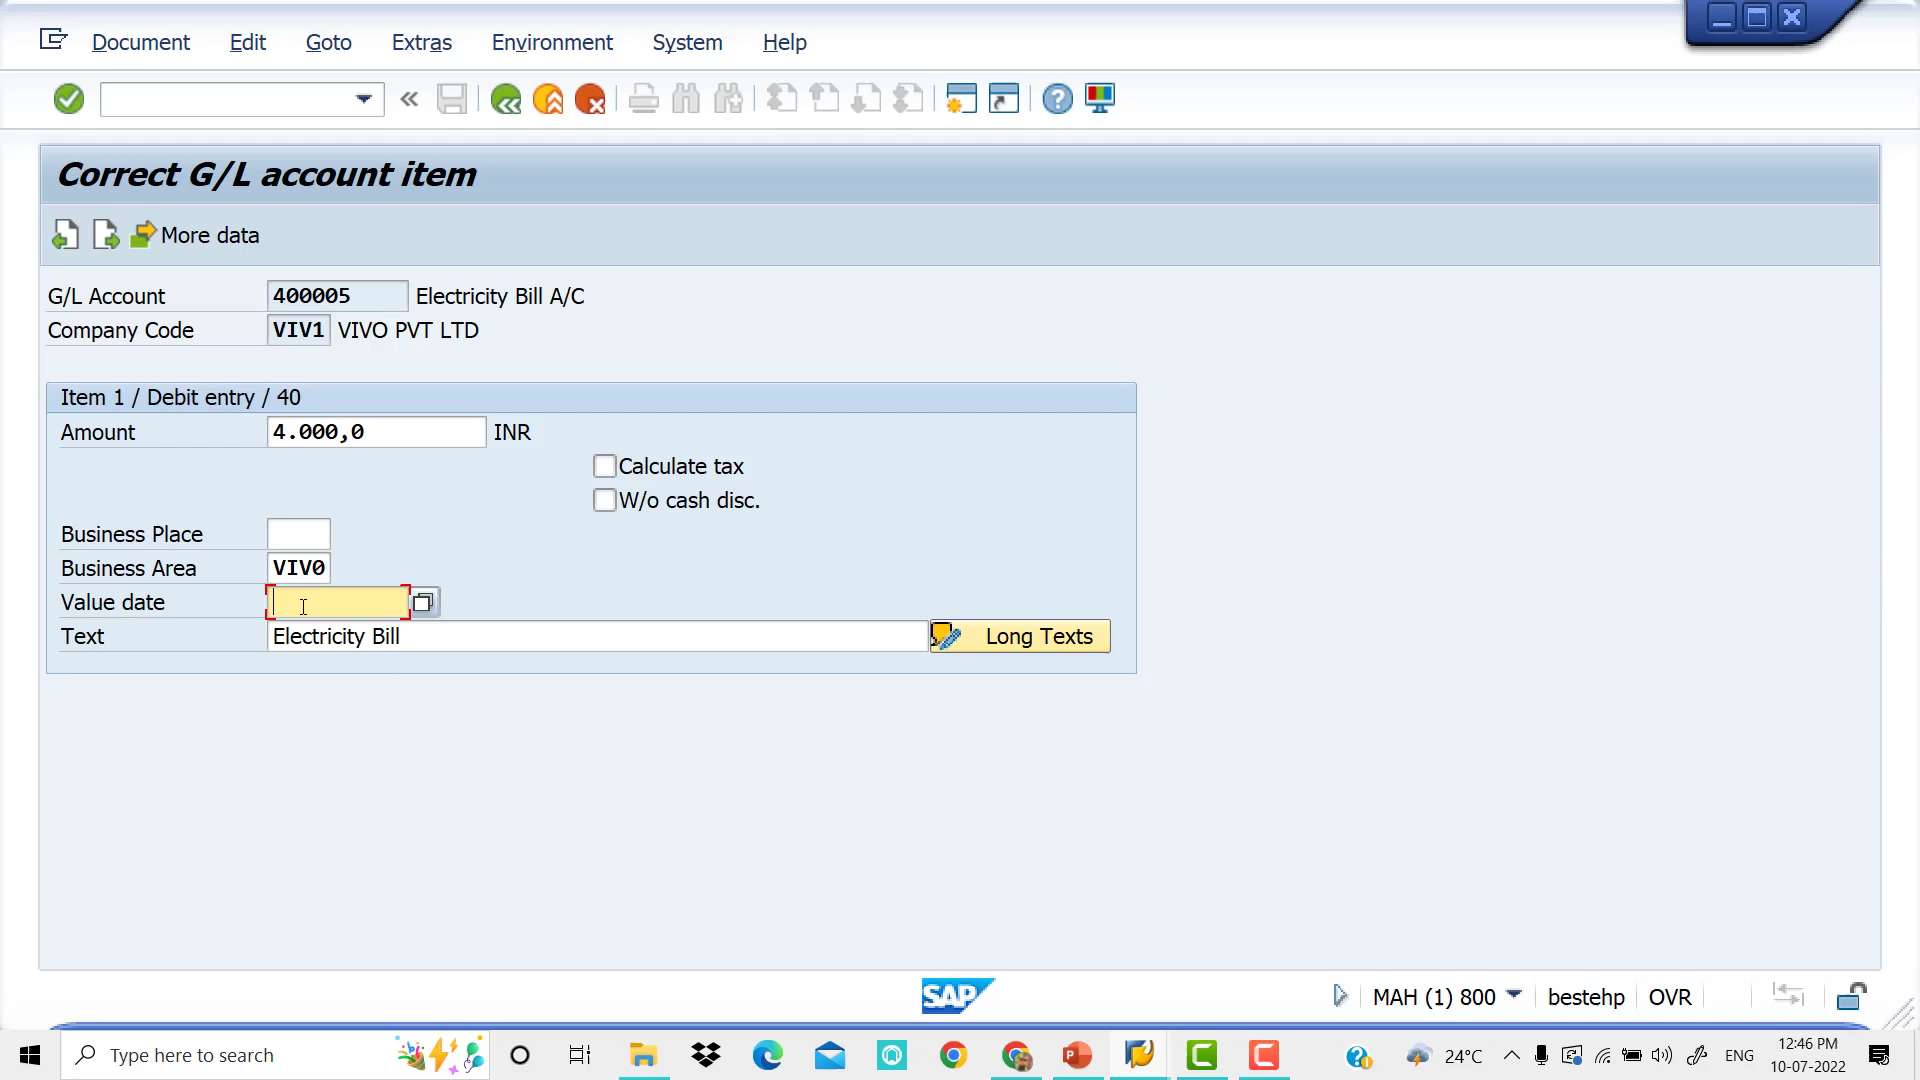 Document Edit Goto Extras Environment System Help
Correct G/L account item
More data
G/L Account 400005 Electricity Bill A/C
Company Code VIV1 VIVO PVT LTD
Item 1 / Debit entry / 40
Amount 4.000,0 INR
Calculate tax
W/o cash disc.
Business Place
Business Area VIV0
Value date
Text Electricity Bill Long Texts
SAP MAH (1) 800 bestehp OVR
Type here to search 24°C ENG 12:46 PM
10-07-2022